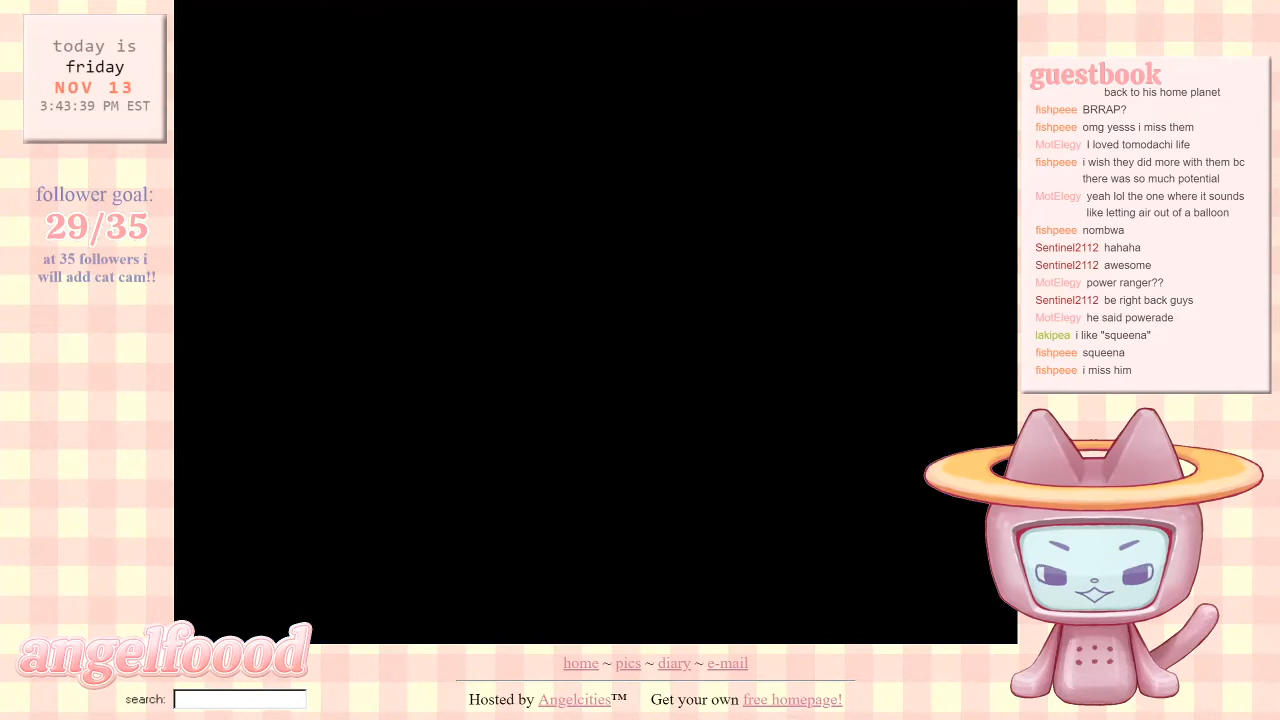 today is
friday
NOV 13
3:43:39 PM EST
follower goal:
29/35
at 35 followers i
will add cat cam!!
guestbook
back to his home planet
fishpeee BRRAP?
fishpeee omg yesss i miss them
MotElegy I loved tomodachi life
fishpeee i wish they did more with them bc
there was so much potential
MotElegy yeah lol the one where it sounds
like letting air out of a balloon
fishpeee nombwa
Sentinel2112 hahaha
Sentinel2112 awesome
MotElegy power ranger??
Sentinel2112 be right back guys
MotElegy he said powerade
lakipea i like "squeena"
fishpeee squeena
fishpeee i miss him
angelfoood
search:
home ~ pics ~ diary ~ e-mail
Hosted by Angelcities™ Get your own free homepage!